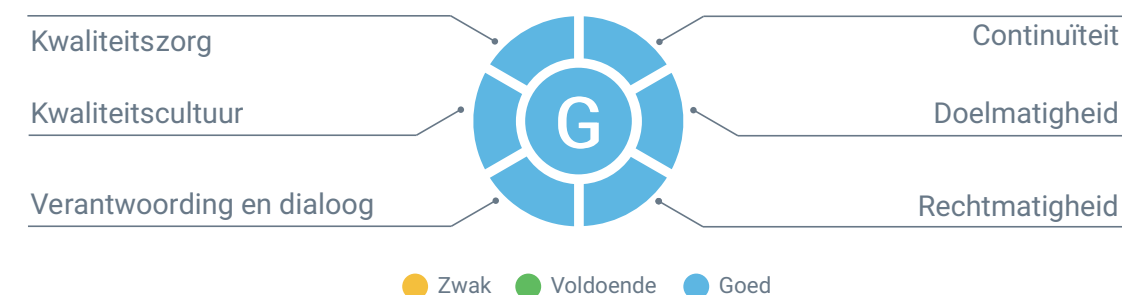 Kwaliteitszorg
Kwaliteitscultuur
Verantwoording en dialoog
G
Continuïteit
Doelmatigheid
Rechtmatigheid
Zwak Voldoende Goed